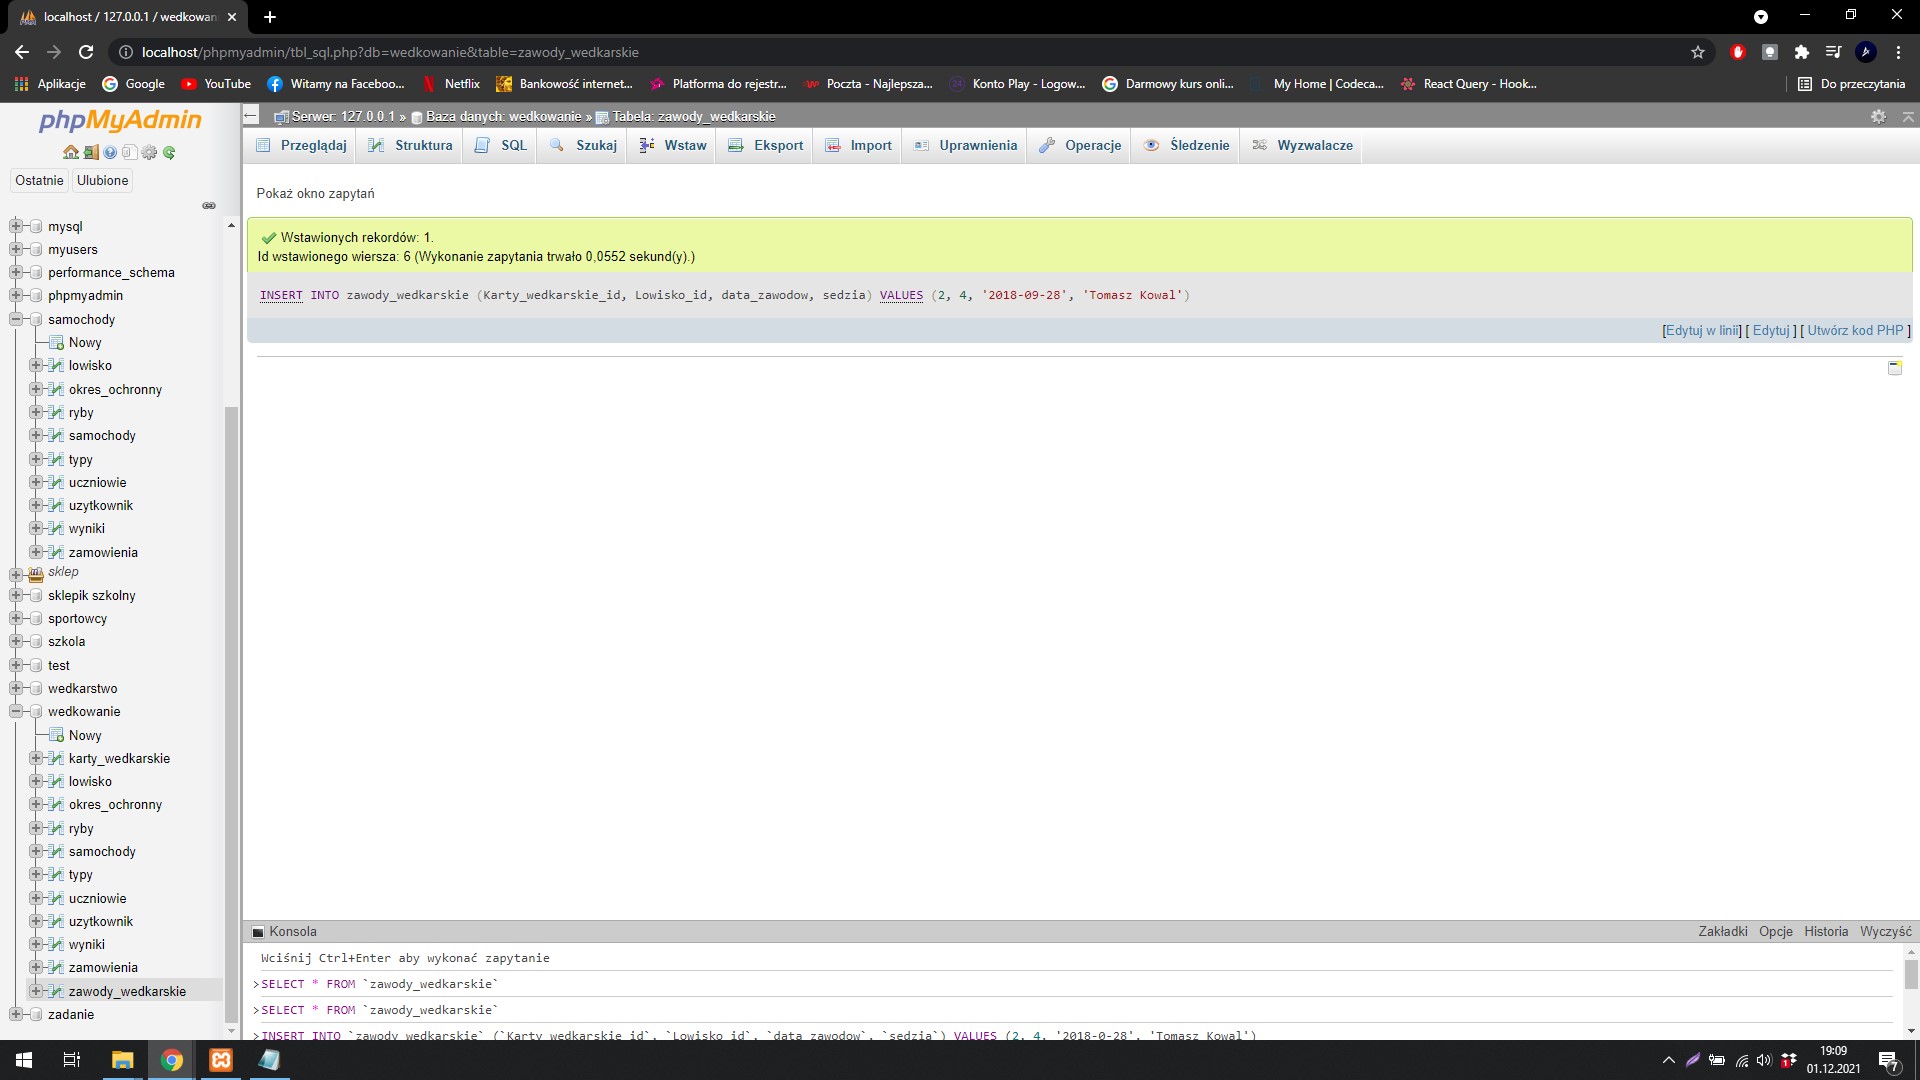 localhost / 127.0.0.1 / wedkowan
localhost/phpmyadmin/tbl_sql.php?db=wedkowanie&table=zawody_wedkarskie
Aplikacje Google YouTube Witamy na Faceboo... Netflix Bankowość internet... Platforma do rejestr... Poczta - Najlepsza... 24 Konto Play - Logow... Darmowy kurs onli... My Home | Codeca... React Query - Hook... Do przeczytania
phpMyAdmin
Ostatnie Ulubione
mysql
myusers
performance_schema
phpmyadmin
samochody
Nowy
lowisko
okres_ochronny
ryby
samochody
typy
uczniowie
uzytkownik
wyniki
zamowienia
sklep
sklepik szkolny
sportowcy
szkola
test
wedkarstwo
wedkowanie
Nowy
karty_wedkarskie
lowisko
okres_ochronny
ryby
samochody
typy
uczniowie
uzytkownik
wyniki
zamowienia
zawody_wedkarskie
zadanie
Serwer: 127.0.0.1 » Baza danych: wedkowanie » Tabela: zawody_wedkarskie
Przeglądaj Struktura SQL Szukaj Wstaw Eksport Import Uprawnienia Operacje Śledzenie Wyzwalacze
Pokaż okno zapytań
Wstawionych rekordów: 1.
Id wstawionego wiersza: 6 (Wykonanie zapytania trwało 0,0552 sekund(y).)
INSERT INTO zawody_wedkarskie (Karty_wedkarskie_id, Lowisko_id, data_zawodow, sedzia) VALUES (2, 4, '2018-09-28', 'Tomasz Kowal')
[Edytuj w linii] [ Edytuj ] [ Utwórz kod PHP ]
Konsola Zakładki Opcje Historia Wyczyść
Wciśnij Ctrl+Enter aby wykonać zapytanie
>SELECT * FROM `zawody_wedkarskie`
>SELECT * FROM `zawody_wedkarskie`
>INSERT INTO `zawody_wedkarskie` (`Karty_wedkarskie_id`, `Lowisko_id`, `data_zawodow`, `sedzia`) VALUES (2, 4, '2018-0-28', 'Tomasz Kowal')
1
19:09
01.12.2021
7